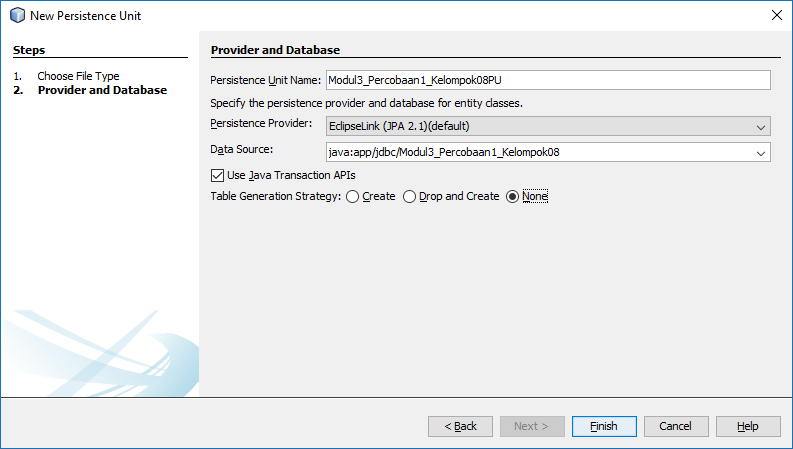 New Persistence Unit
Steps
1. Choose File Type
2. Provider and Database
Provider and Database
Persistence Unit Name: Modul3_Percobaan1_Kelompok08PU
Specify the persistence provider and database for entity classes.
Persistence Provider: EclipseLink (JPA 2.1)(default)
Data Source: java:app/jdbc/Modul3_Percobaan1_Kelompok08
Use Java Transaction APIs
Table Generation Strategy: Create Drop and Create None
< Back Next > Finish Cancel Help